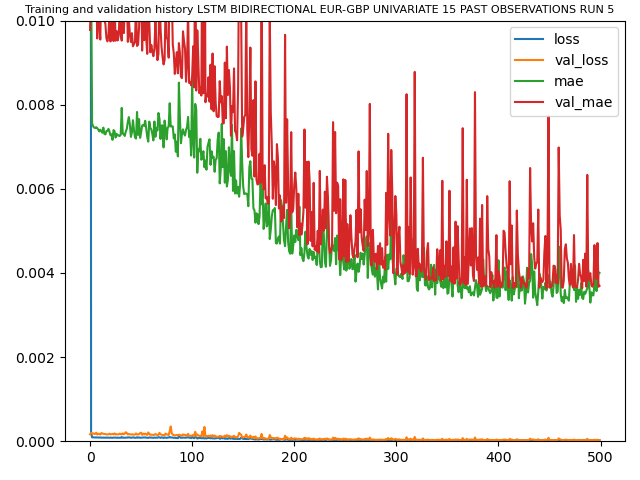 Training and validation history LSTM BIDIRECTIONAL EUR-GBP UNIVARIATE 15 PAST OBSERVATIONS RUN 5
0.010
0.008
0.006
0.004
0.002
0.000
loss
val_loss
mae
val_mae
0 100 200 300 400 500